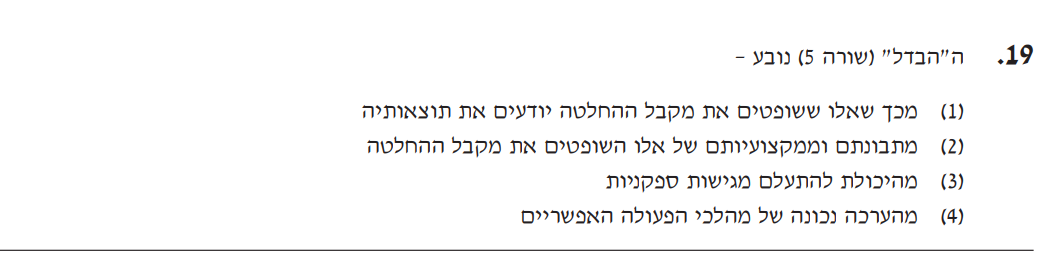 19. ה"הבדל" (שורה 5) נובע –
(1) מכך שאלו ששופטים את מקבל ההחלטה יודעים את תוצאותיה
(2) מתבונתם וממקצועיותם של אלו השופטים את מקבל ההחלטה
(3) מהיכולת להתעלם מגישות ספקניות
(4) מהערכה נכונה של מהלכי הפעולה האפשריים